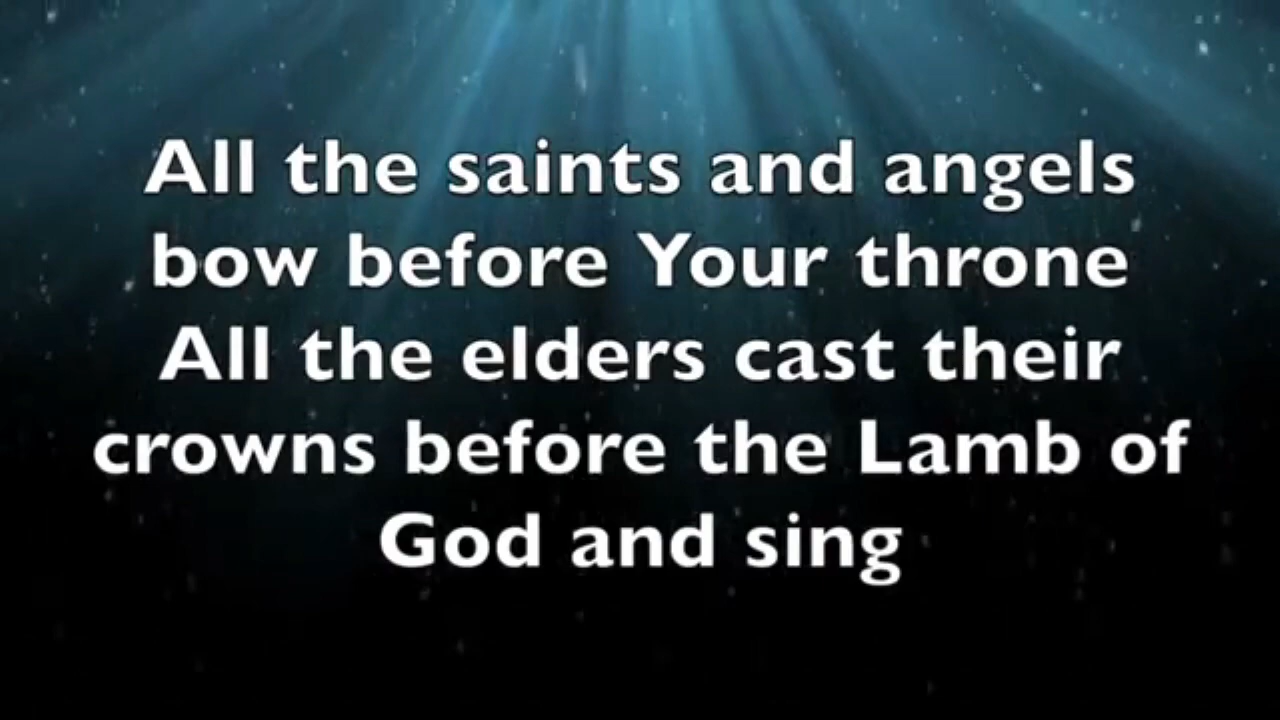 All the saints and angels
bow before Your throne
All the elders cast their
crowns before the Lamb of
God and sing